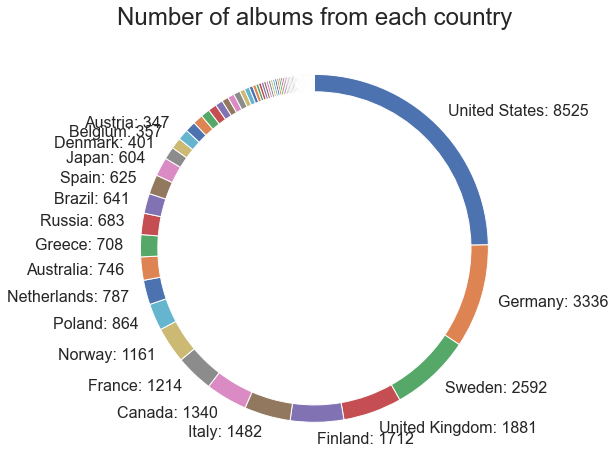 Number of albums from each country
United States: 8525
Germany: 3336
Sweden: 2592
United Kingdom: 1881
Finland: 1712
Italy: 1482
Canada: 1340
France: 1214
Norway: 1161
Poland: 864
Netherlands: 787
Australia: 746
Greece: 708
Russia: 683
Brazil: 641
Spain: 625
Japan: 604
Denmark: 401
Belgium: 357
Austria: 347